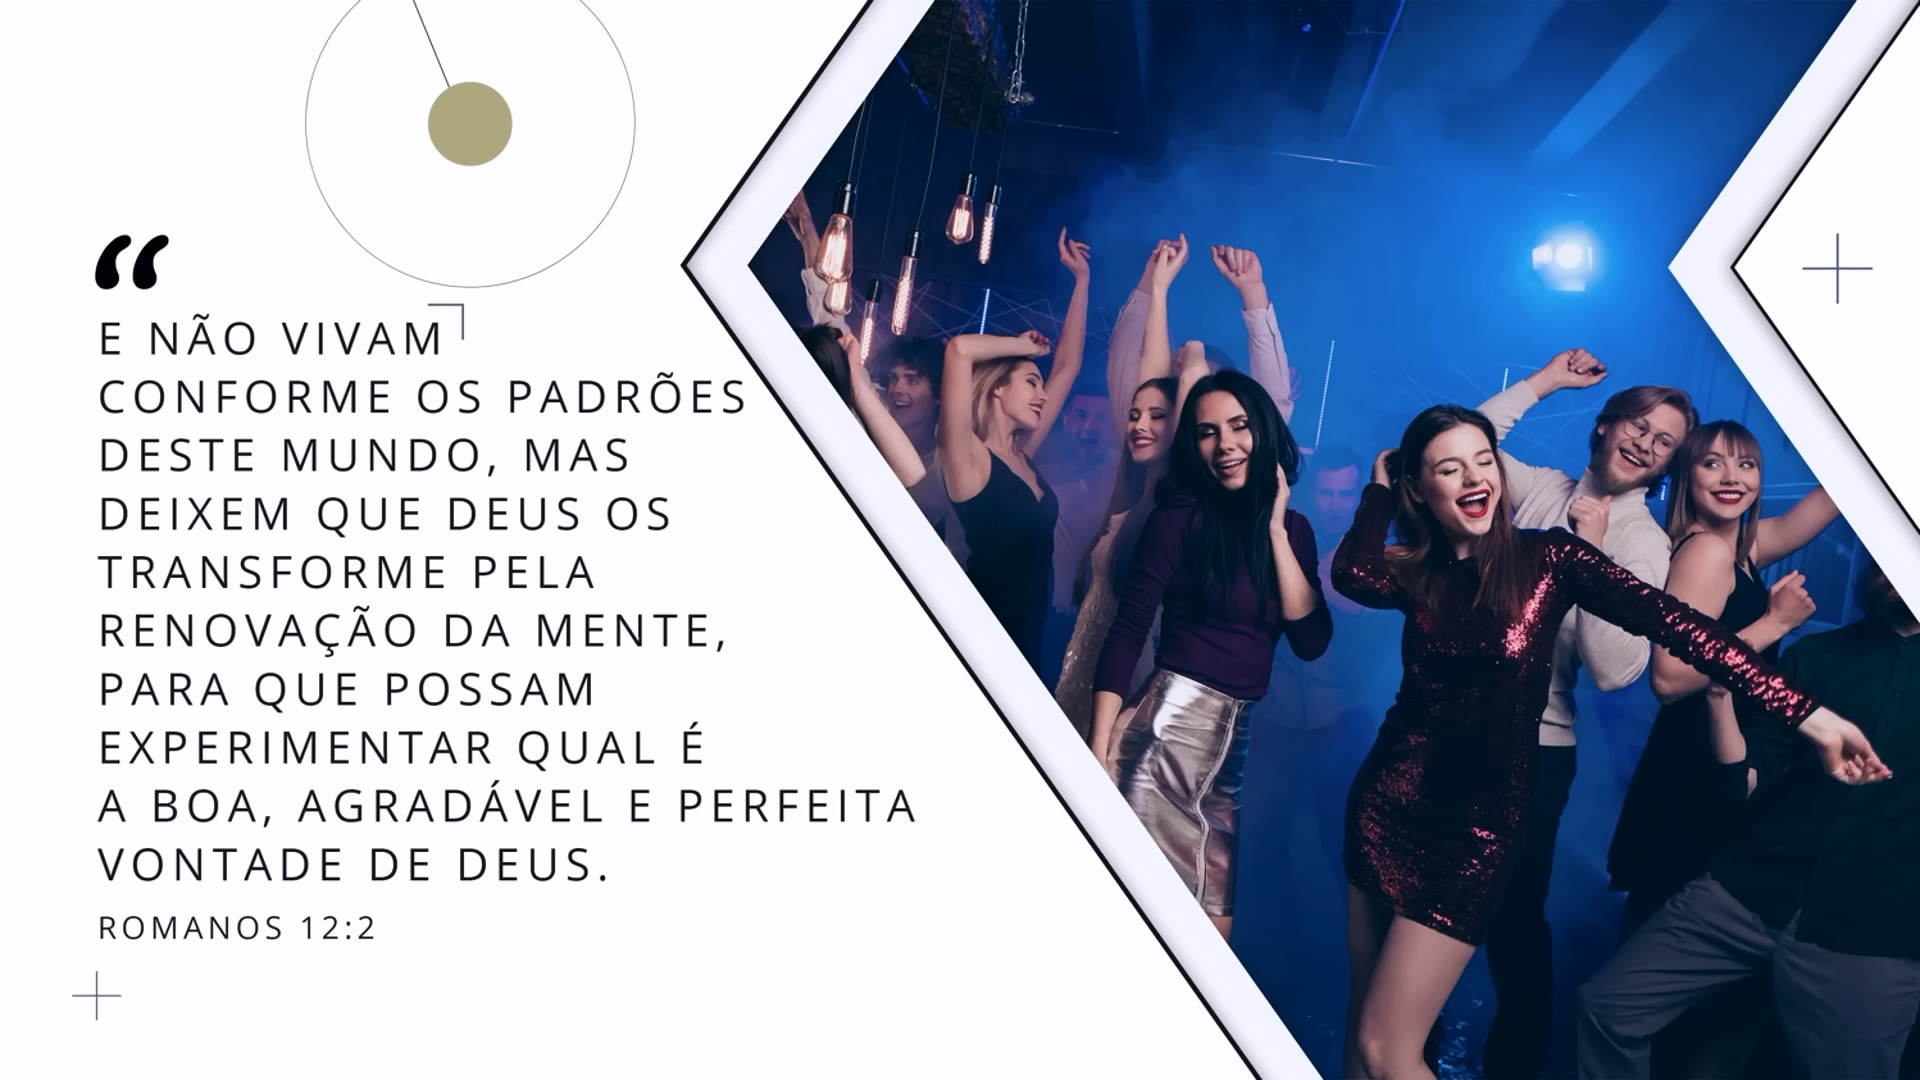 “
E NÃO VIVAM
CONFORME OS PADRÕES
DESTE MUNDO, MAS
DEIXEM QUE DEUS OS
TRANSFORME PELA
RENOVAÇÃO DA MENTE,
PARA QUE POSSAM
EXPERIMENTAR QUAL É
A BOA, AGRADÁVEL E PERFEITA
VONTADE DE DEUS.
ROMANOS 12:2